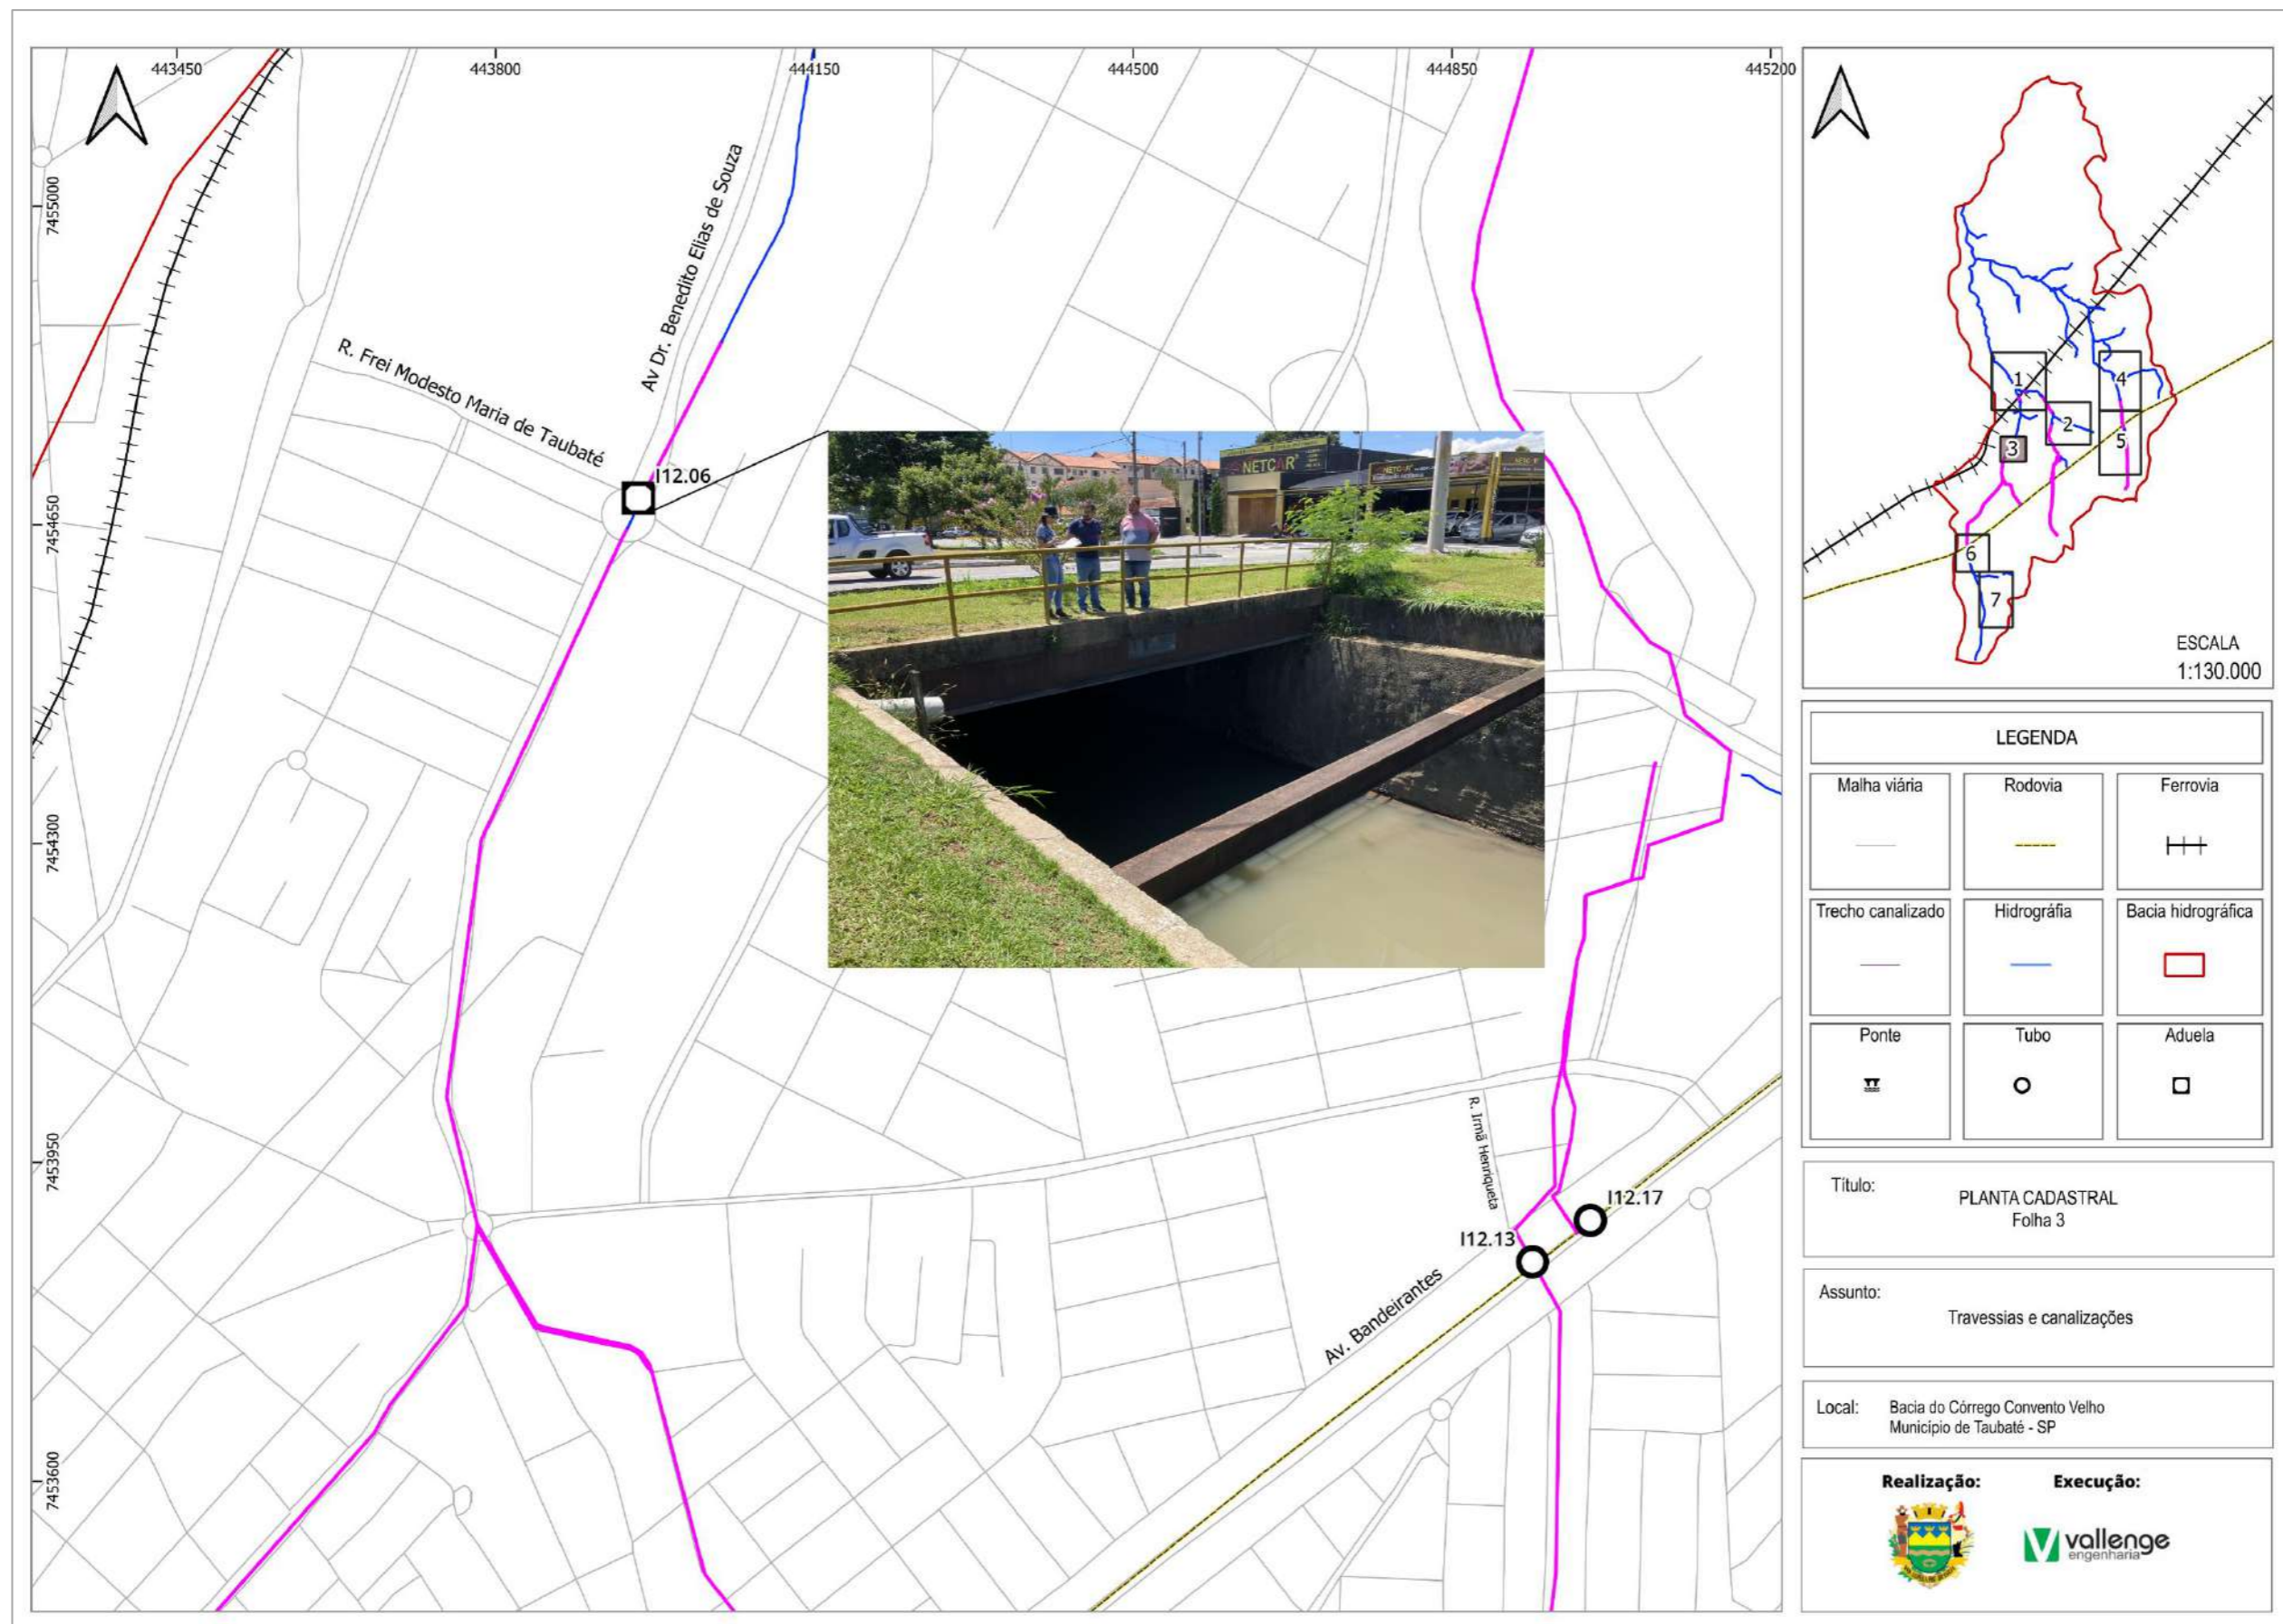 443450
443800
444150
444500
444850
445200
7455000
7454650
7454300
7453950
7453600
Av Dr. Benedito Elias de Souza
R. Frei Modesto Maria de Taubaté
I12.06
NETCAR
NETCAR
R. Irmã Henriqueta
I12.17
I12.13
Av. Bandeirantes
1
2
3
4
5
6
7
ESCALA
1:130.000
LEGENDA
Malha viária
Rodovia
Ferrovia
Trecho canalizado
Hidrográfia
Bacia hidrográfica
Ponte
Tubo
Aduela
Título:
PLANTA CADASTRAL
Folha 3
Assunto:
Travessias e canalizações
Local:
Bacia do Córrego Convento Velho
Município de Taubaté - SP
Realização:
Execução:
vallenge
engenharia